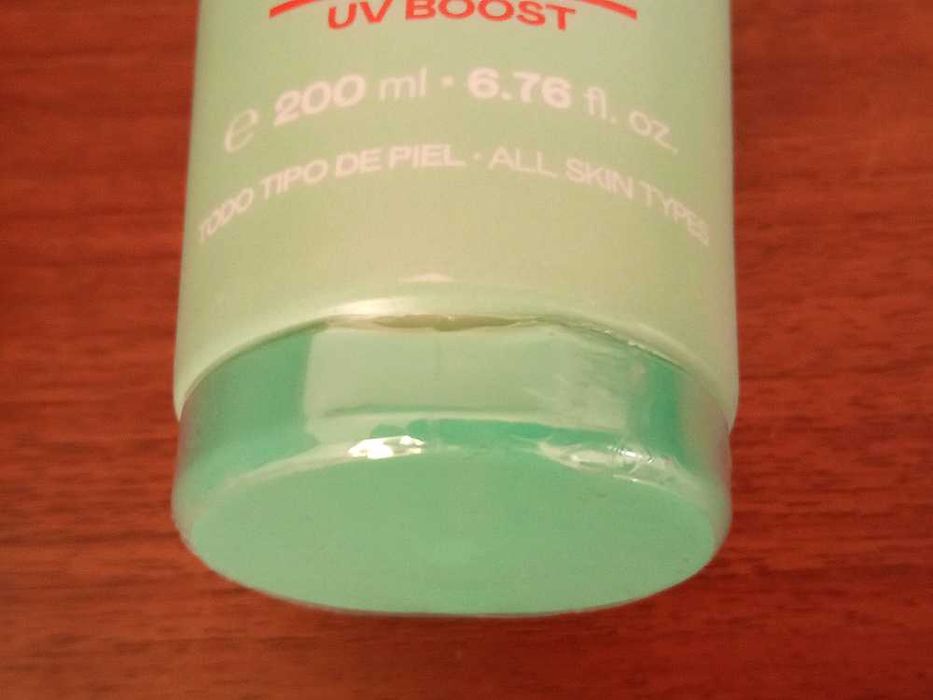 UV BOOST
e 200 ml · 6.76 fl. oz.
TODO TIPO DE PIEL · ALL SKIN TYPES